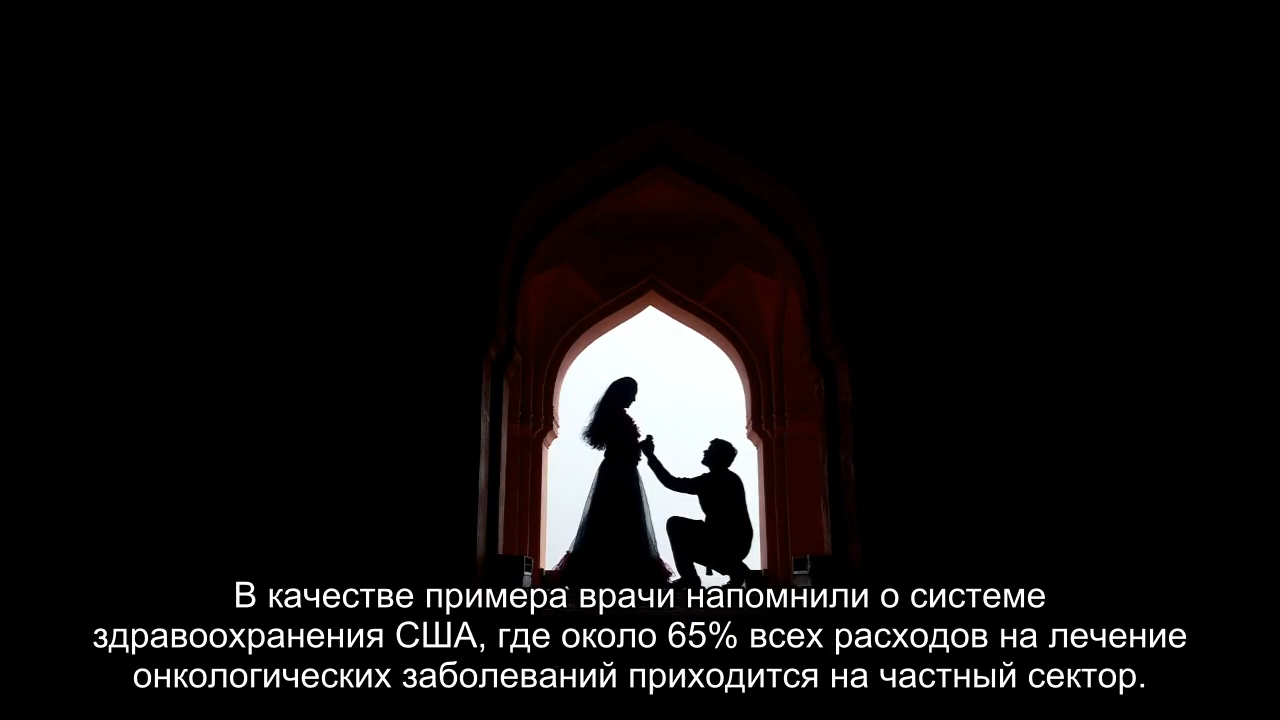 В качестве примера врачи напомнили о системе
здравоохранения США, где около 65% всех расходов на лечение
онкологических заболеваний приходится на частный сектор.